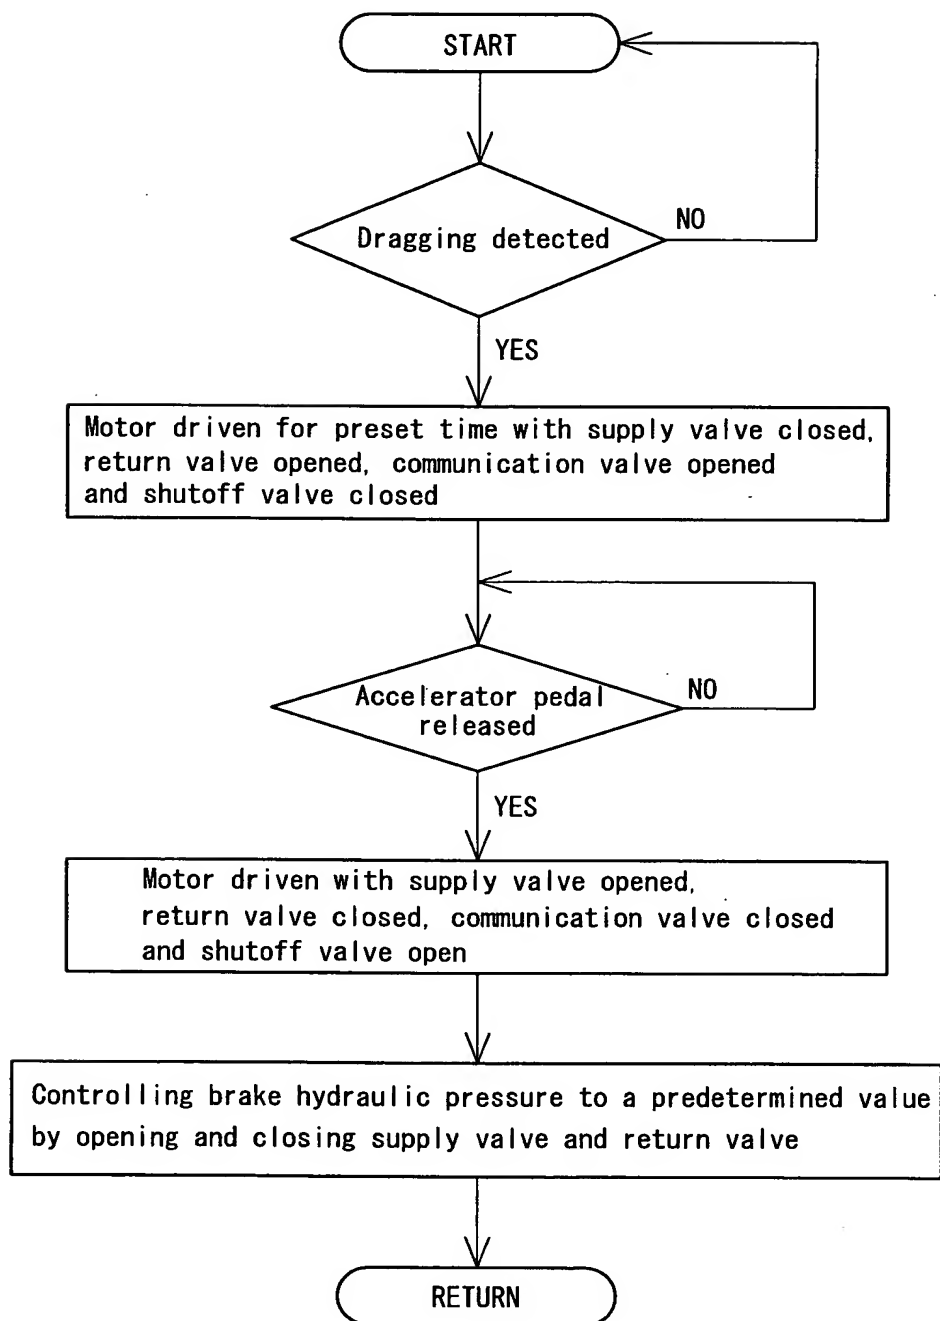 START
Dragging detected
NO
YES
Motor driven for preset time with supply valve closed,
return valve opened, communication valve opened
and shutoff valve closed
Accelerator pedal
released
NO
YES
Motor driven with supply valve opened,
return valve closed, communication valve closed
and shutoff valve open
Controlling brake hydraulic pressure to a predetermined value
by opening and closing supply valve and return valve
RETURN